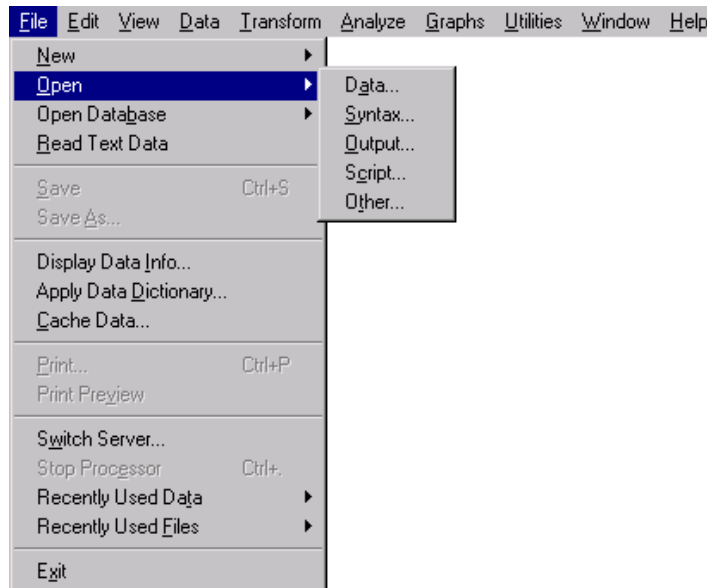 File Edit View Data Transform Analyze Graphs Utilities Window Help
New
Open
Open Database
Read Text Data
Save Ctrl+S
Save As...
Display Data Info...
Apply Data Dictionary...
Cache Data...
Print... Ctrl+P
Print Preview
Switch Server...
Stop Processor Ctrl+.
Recently Used Data
Recently Used Files
Exit
Data...
Syntax...
Output...
Script...
Other...